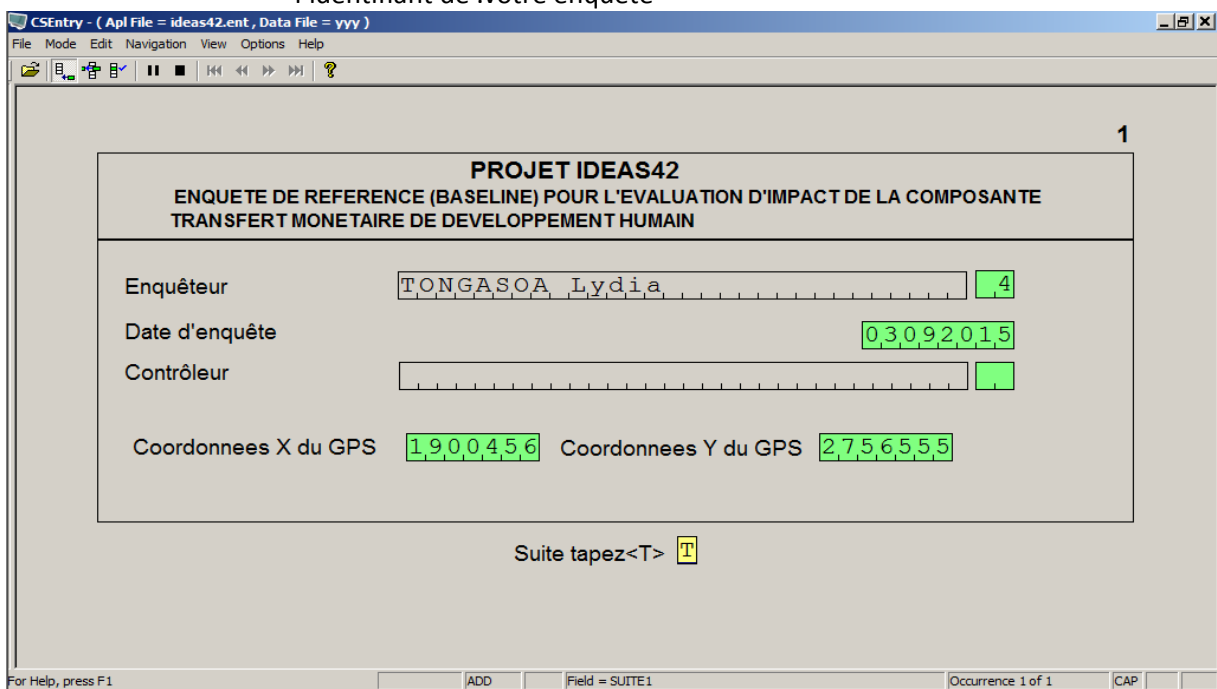 CSEntry - ( Apl File = ideas42.ent , Data File = yyy )
File Mode Edit Navigation View Options Help
1
PROJET IDEAS42
ENQUETE DE REFERENCE (BASELINE) POUR L'EVALUATION D'IMPACT DE LA COMPOSANTE
TRANSFERT MONETAIRE DE DEVELOPPEMENT HUMAIN
Enquêteur TONGASOA Lydia 4
Date d'enquête 03092015
Contrôleur
Coordonnees X du GPS 1900456 Coordonnees Y du GPS 2756555
Suite tapez<T> T
For Help, press F1 ADD Field = SUITE1 Occurrence 1 of 1 CAP